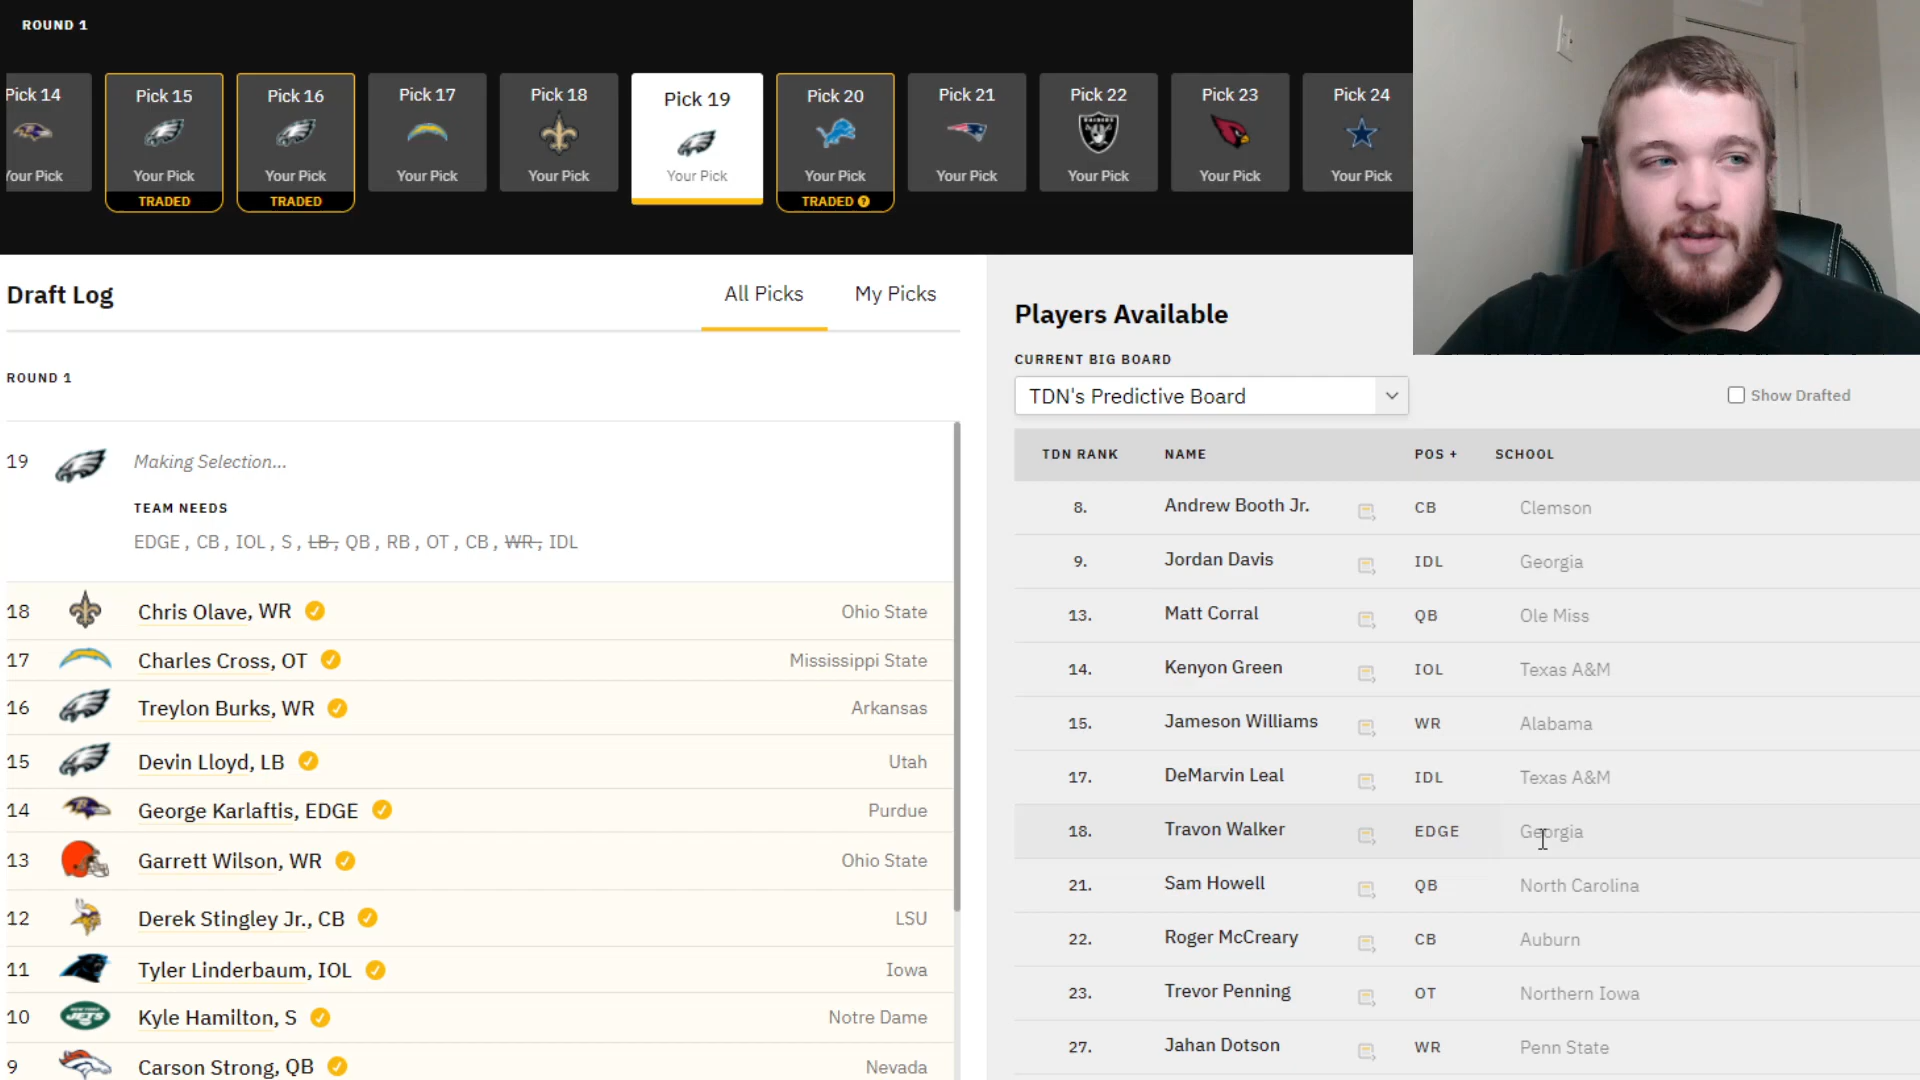 ROUND 1
Pick 14
Your Pick
Pick 15
Your Pick
TRADED
Pick 16
Your Pick
TRADED
Pick 17
Your Pick
Pick 18
Your Pick
Pick 19
Your Pick
Pick 20
Your Pick
TRADED ?
Pick 21
Your Pick
Pick 22
RAIDERS
Your Pick
Pick 23
Your Pick
Pick 24
Your Pick
Draft Log
All Picks
My Picks
ROUND 1
19
Making Selection...
TEAM NEEDS
EDGE , CB , IOL , S , LB , QB , RB , OT , CB , WR , IDL
18 Chris Olave, WR Ohio State
17 Charles Cross, OT Mississippi State
16 Treylon Burks, WR Arkansas
15 Devin Lloyd, LB Utah
14 George Karlaftis, EDGE Purdue
13 Garrett Wilson, WR Ohio State
12 Derek Stingley Jr., CB LSU
11 Tyler Linderbaum, IOL Iowa
10 JETS Kyle Hamilton, S Notre Dame
9 Carson Strong, QB Nevada
Players Available
CURRENT BIG BOARD
TDN's Predictive Board
Show Drafted
TDN RANK NAME POS + SCHOOL
8. Andrew Booth Jr. CB Clemson
9. Jordan Davis IDL Georgia
13. Matt Corral QB Ole Miss
14. Kenyon Green IOL Texas A&M
15. Jameson Williams WR Alabama
17. DeMarvin Leal IDL Texas A&M
18. Travon Walker EDGE Georgia
21. Sam Howell QB North Carolina
22. Roger McCreary CB Auburn
23. Trevor Penning OT Northern Iowa
27. Jahan Dotson WR Penn State